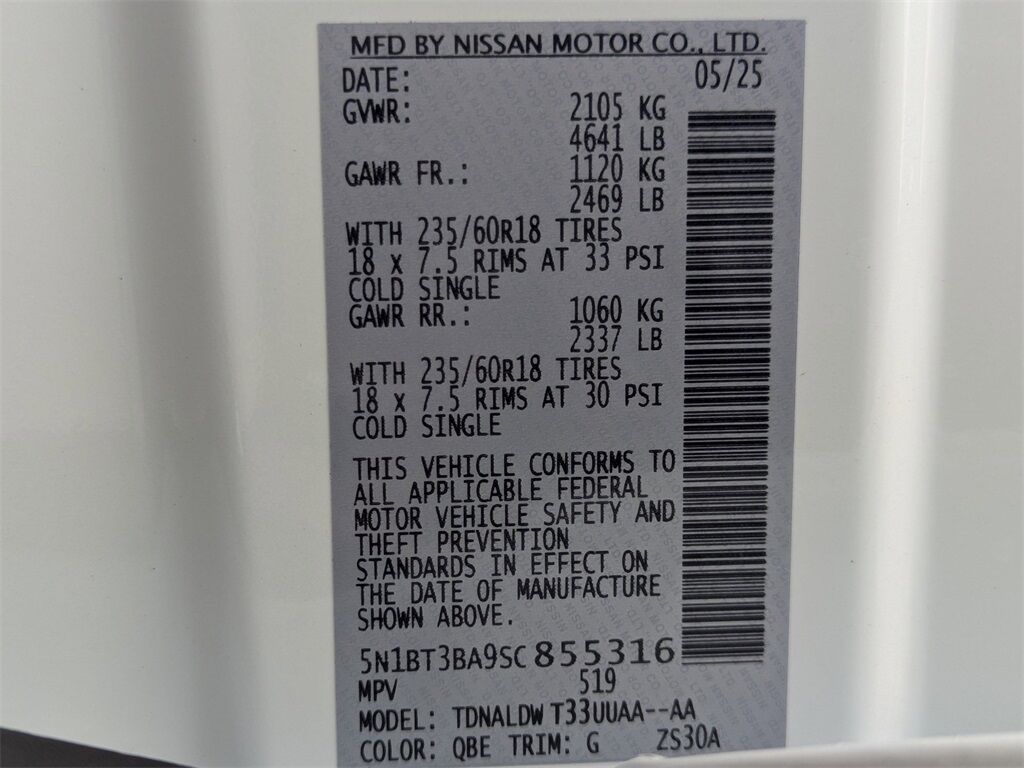 MFD BY NISSAN MOTOR CO., LTD.
DATE: 05/25
GVWR: 2105 KG
4641 LB
GAWR FR.: 1120 KG
2469 LB
WITH 235/60R18 TIRES
18 x 7.5 RIMS AT 33 PSI
COLD SINGLE
GAWR RR.: 1060 KG
2337 LB
WITH 235/60R18 TIRES
18 x 7.5 RIMS AT 30 PSI
COLD SINGLE
THIS VEHICLE CONFORMS TO
ALL APPLICABLE FEDERAL
MOTOR VEHICLE SAFETY AND
THEFT PREVENTION
STANDARDS IN EFFECT ON
THE DATE OF MANUFACTURE
SHOWN ABOVE.
5N1BT3BA9SC855316
MPV 519
MODEL: TDNALDW T33UUAA--AA
COLOR: QBE TRIM: G ZS30A